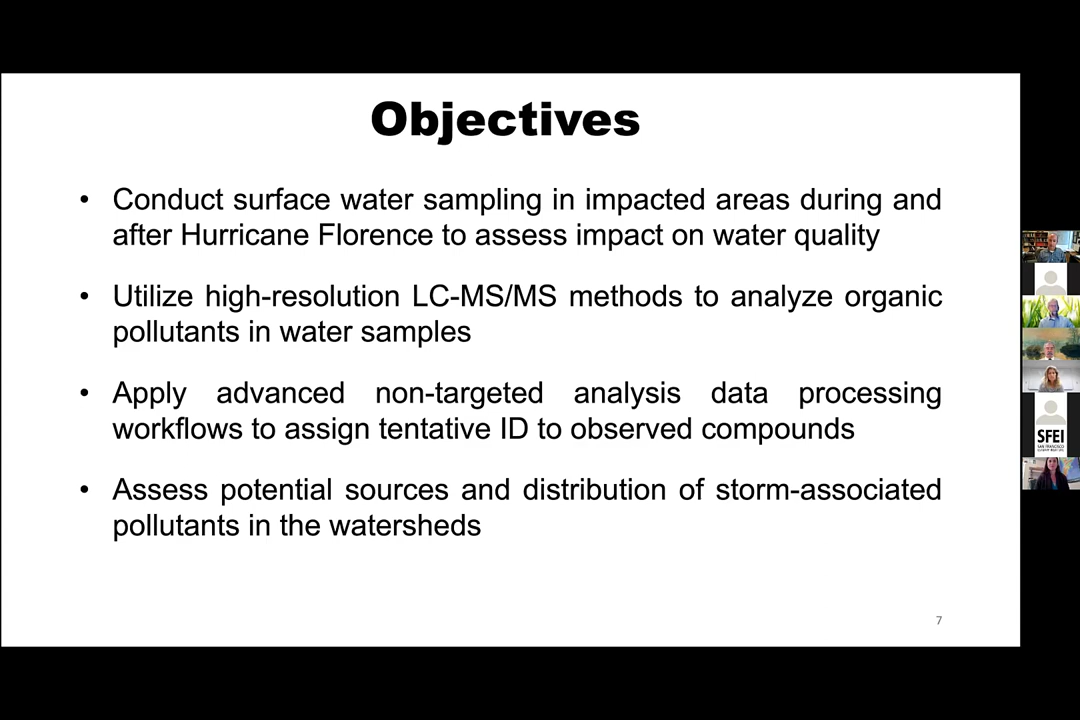 Objectives
• Conduct surface water sampling in impacted areas during and
after Hurricane Florence to assess impact on water quality
• Utilize high-resolution LC-MS/MS methods to analyze organic
pollutants in water samples
• Apply advanced non-targeted analysis data processing
workflows to assign tentative ID to observed compounds
• Assess potential sources and distribution of storm-associated
pollutants in the watersheds
7
SFEI